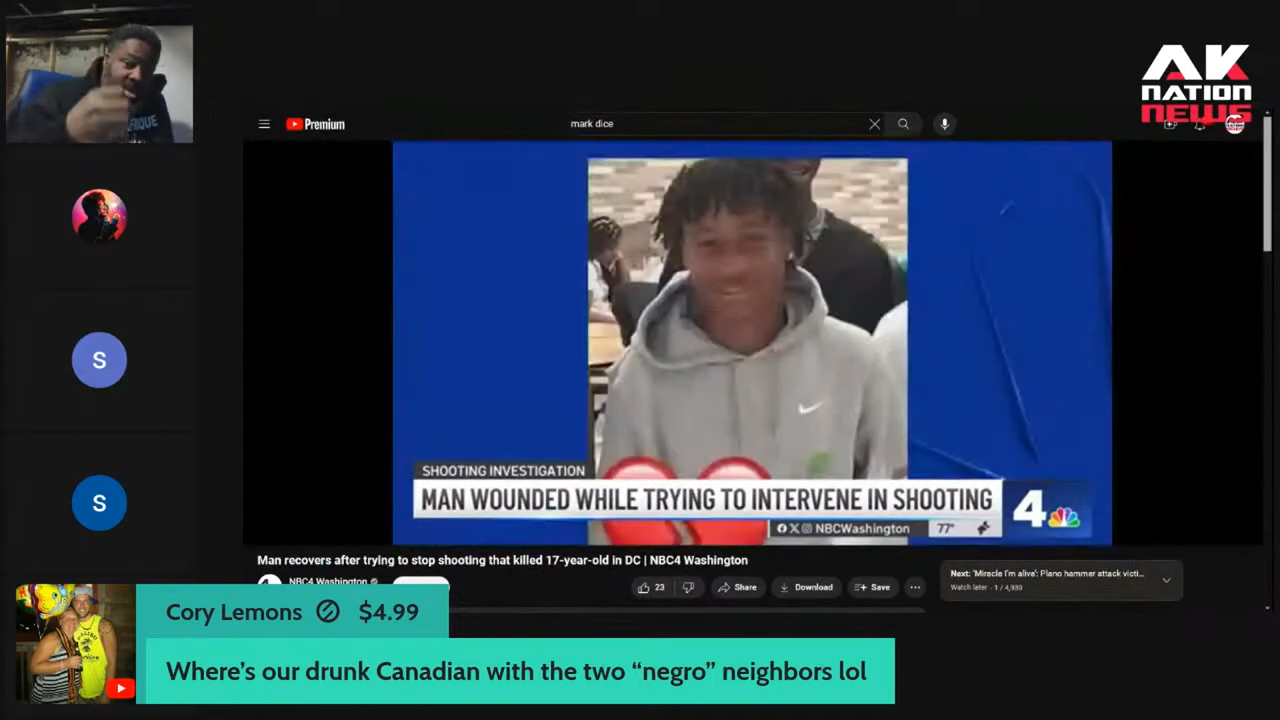 AK
NATION
NEWS
Premium
mark dice
SHOOTING INVESTIGATION
MAN WOUNDED WHILE TRYING TO INTERVENE IN SHOOTING
4
NBCWashington
77°
Man recovers after trying to stop shooting that killed 17-year-old in DC | NBC4 Washington
NBC4 Washington
23
Share
Download
Save
Next: 'Miracle I'm alive': Plano hammer attack victi...
Watch later - 1 / 4,930
S
S
Cory Lemons $4.99
Where's our drunk Canadian with the two “negro” neighbors lol